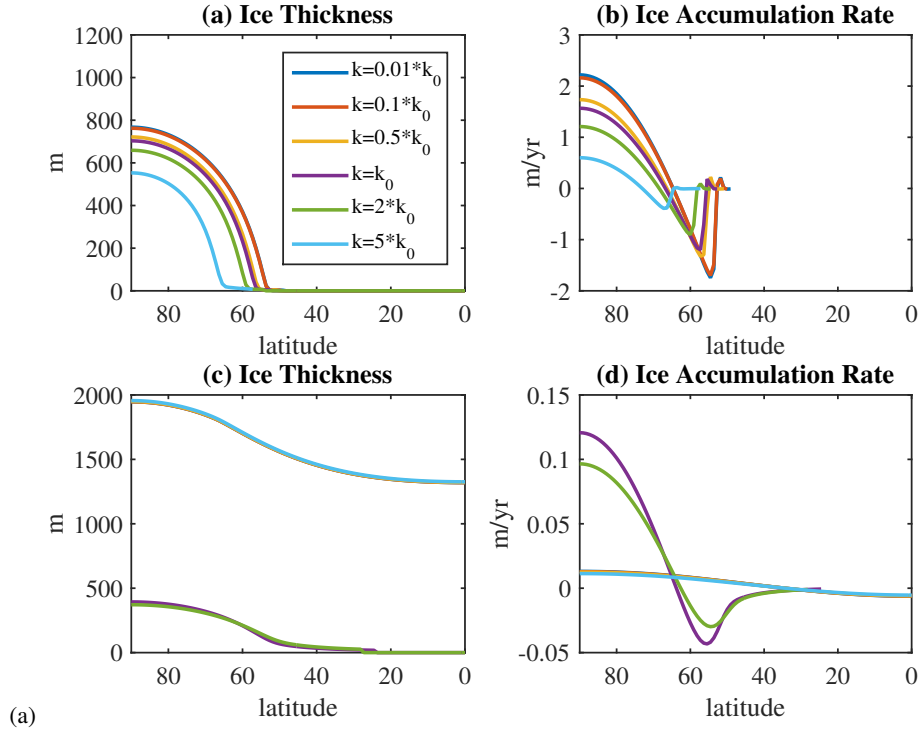 (a) Ice Thickness
1200
1000
800
600
400
200
0
m
80 60 40 20 0
latitude
k=0.01*k0
k=0.1*k0
k=0.5*k0
k=k0
k=2*k0
k=5*k0
(b) Ice Accumulation Rate
3
2
1
0
-1
-2
m/yr
80 60 40 20 0
latitude
(c) Ice Thickness
2000
1500
1000
500
0
m
80 60 40 20 0
latitude
(d) Ice Accumulation Rate
0.15
0.1
0.05
0
-0.05
m/yr
80 60 40 20 0
latitude
(a)